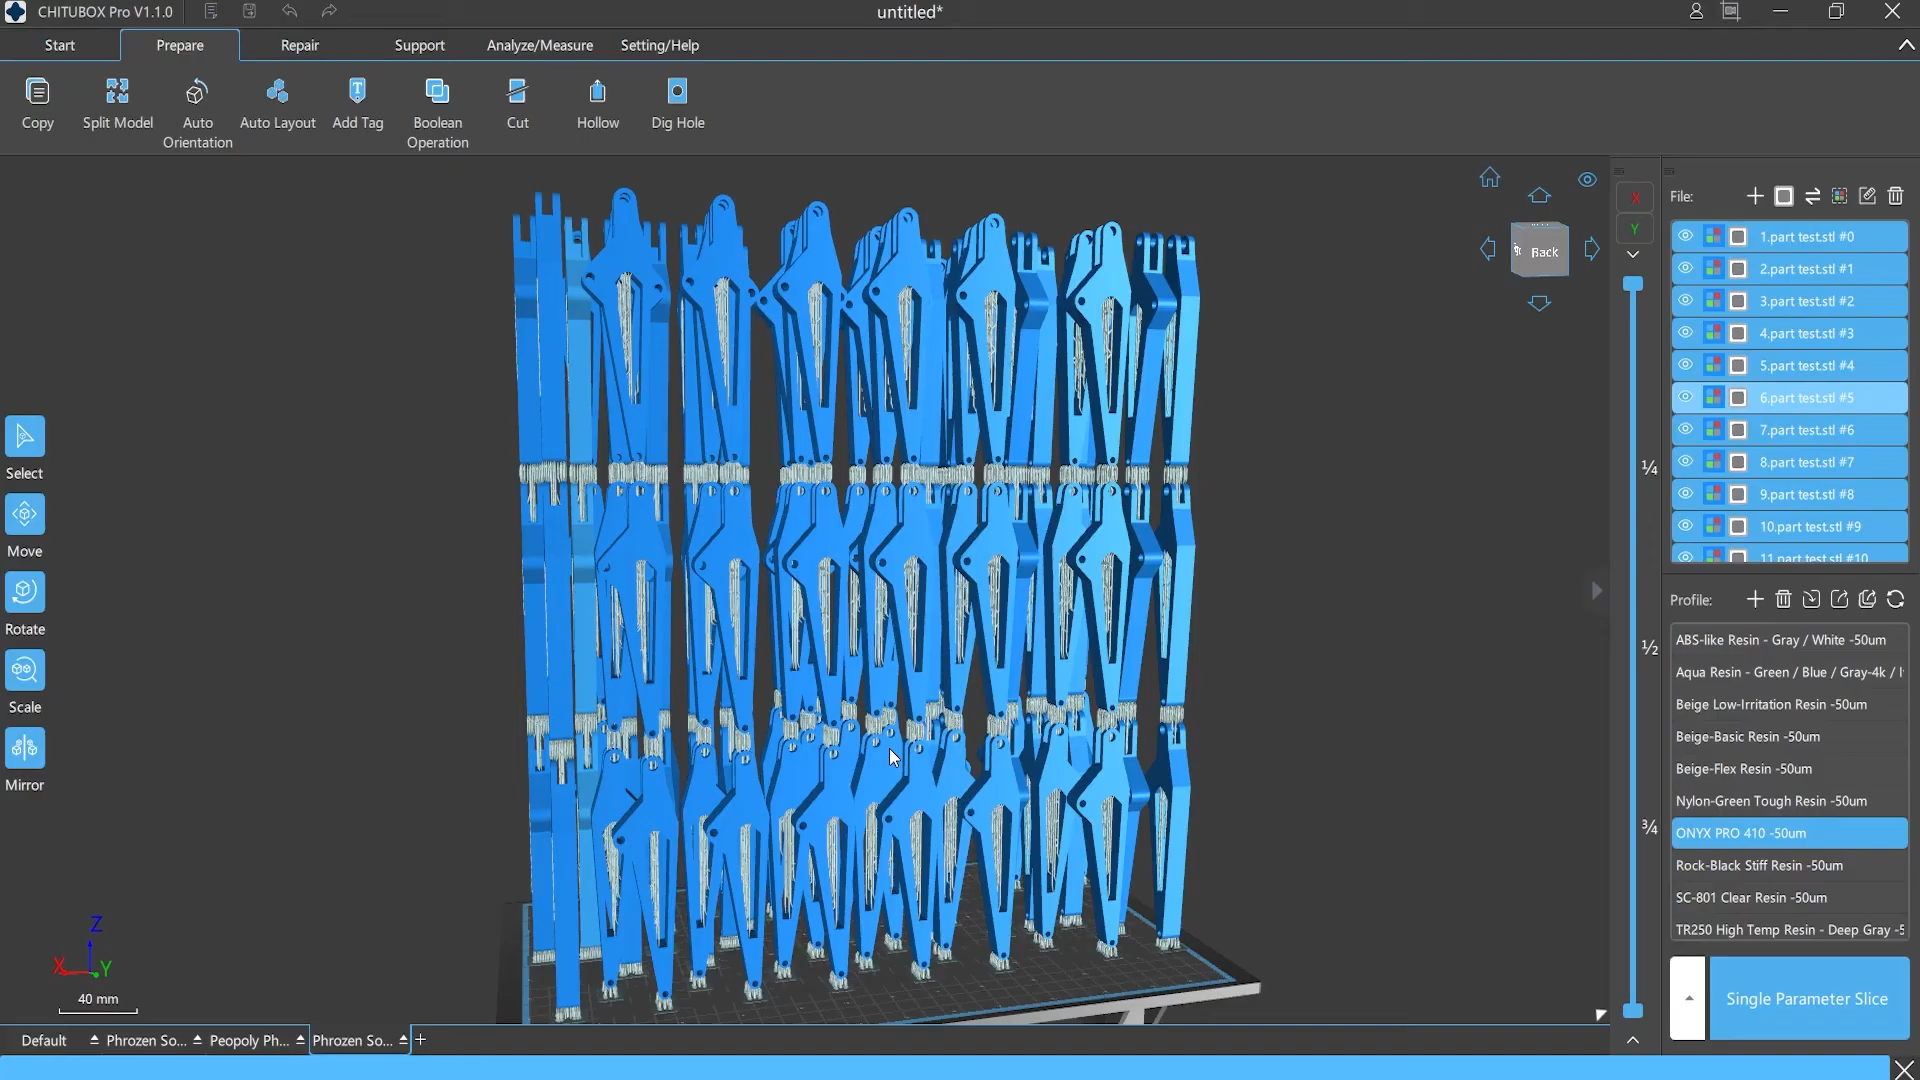 CHITUBOX Pro V1.1.0
untitled*
Start
Prepare
Repair
Support
Analyze/Measure
Setting/Help
Copy
Split Model
Auto
Orientation
Auto Layout
Add Tag
Boolean
Operation
Cut
Hollow
Dig Hole
Back
X
Y
File:
1.part test.stl #0
2.part test.stl #1
3.part test.stl #2
4.part test.stl #3
5.part test.stl #4
6.part test.stl #5
7.part test.stl #6
8.part test.stl #7
9.part test.stl #8
10.part test.stl #9
11.part test.stl #10
¼
½
¾
Select
Move
Rotate
Scale
Mirror
Profile:
ABS-like Resin - Gray / White -50um
Aqua Resin - Green / Blue / Gray-4k /
Beige Low-Irritation Resin -50um
Beige-Basic Resin -50um
Beige-Flex Resin -50um
Nylon-Green Tough Resin -50um
ONYX PRO 410 -50um
Rock-Black Stiff Resin -50um
SC-801 Clear Resin -50um
TR250 High Temp Resin - Deep Gray -5
Single Parameter Slice
Z
X
Y
40 mm
Default
Phrozen So...
Peopoly Ph...
Phrozen So...